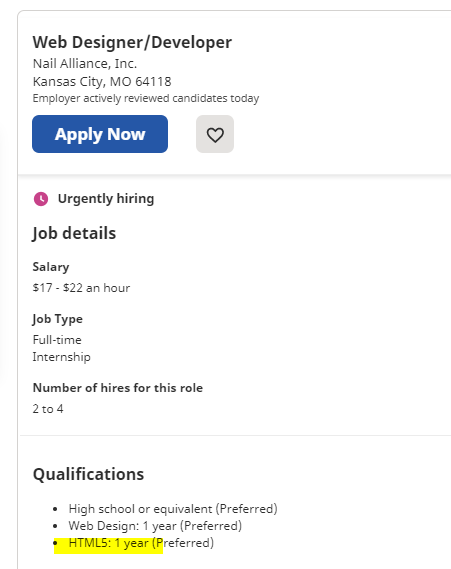 Web Designer/Developer
Nail Alliance, Inc.
Kansas City, MO 64118
Employer actively reviewed candidates today
Apply Now
Urgently hiring
Job details
Salary
$17 - $22 an hour
Job Type
Full-time
Internship
Number of hires for this role
2 to 4
Qualifications
• High school or equivalent (Preferred)
• Web Design: 1 year (Preferred)
• HTML5: 1 year (Preferred)